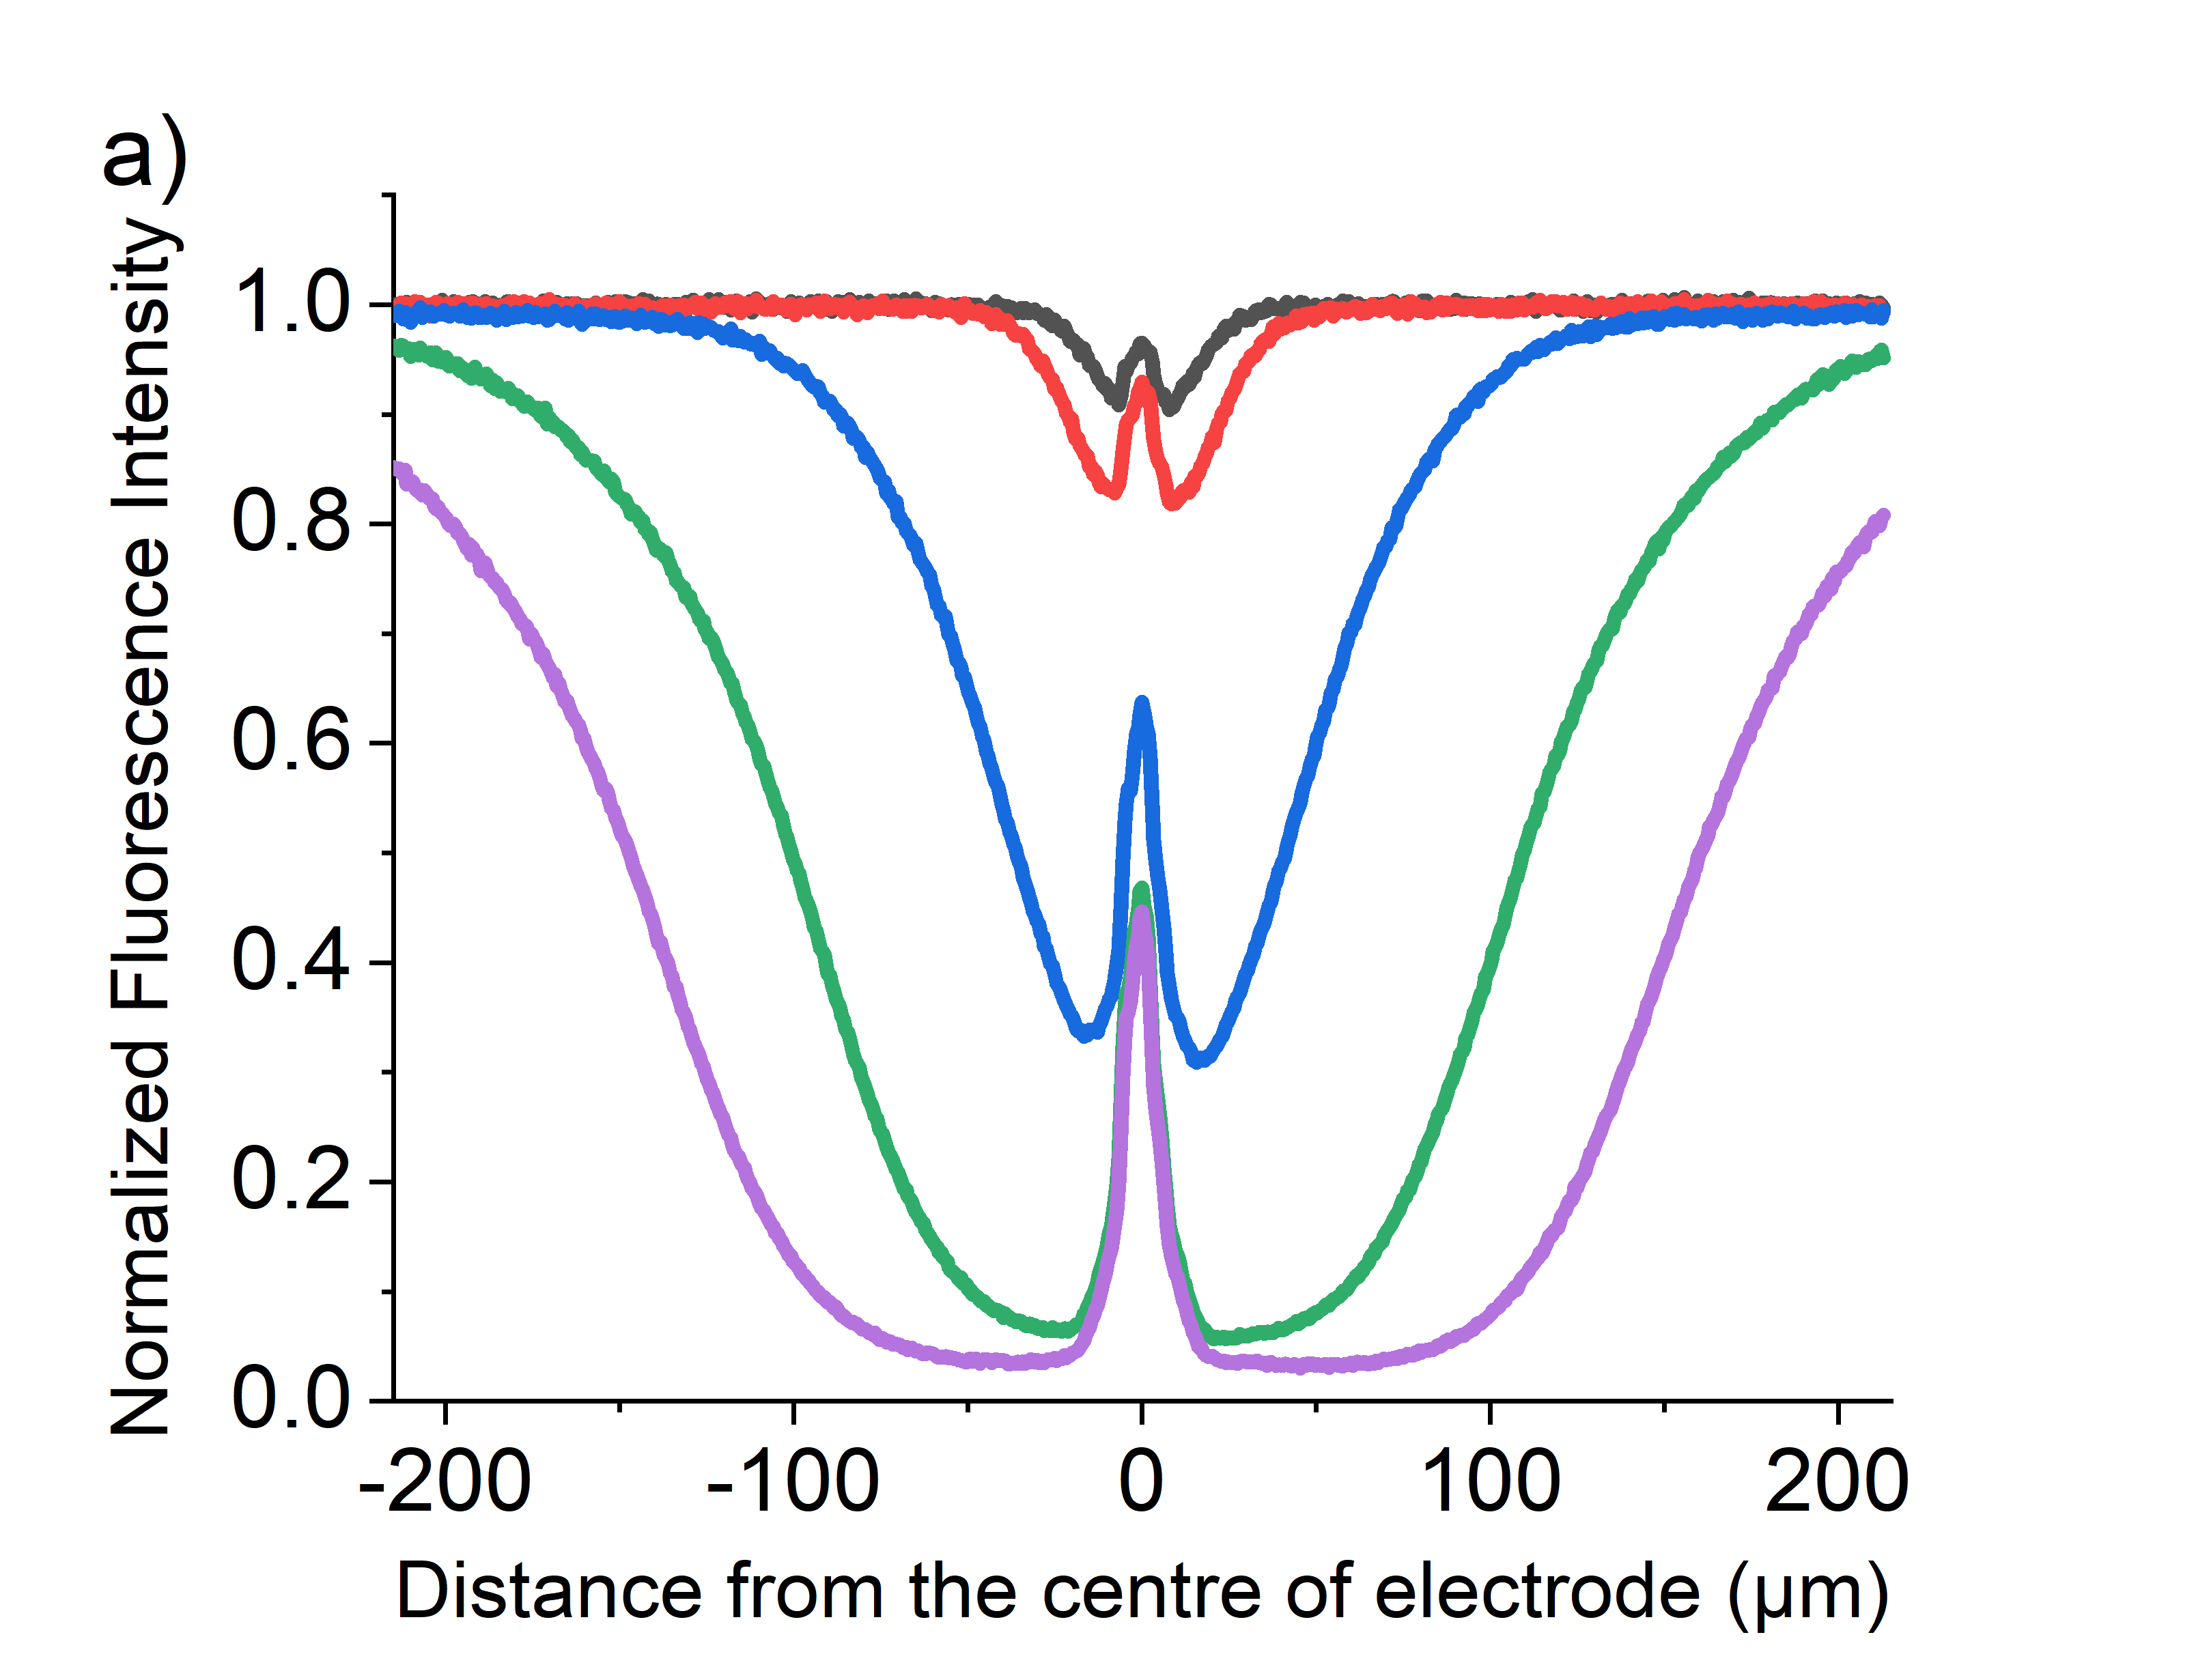 a)
Normalized Fluorescence Intensity
1.0
0.8
0.6
0.4
0.2
0.0
-200 -100 0 100 200
Distance from the centre of electrode (µm)